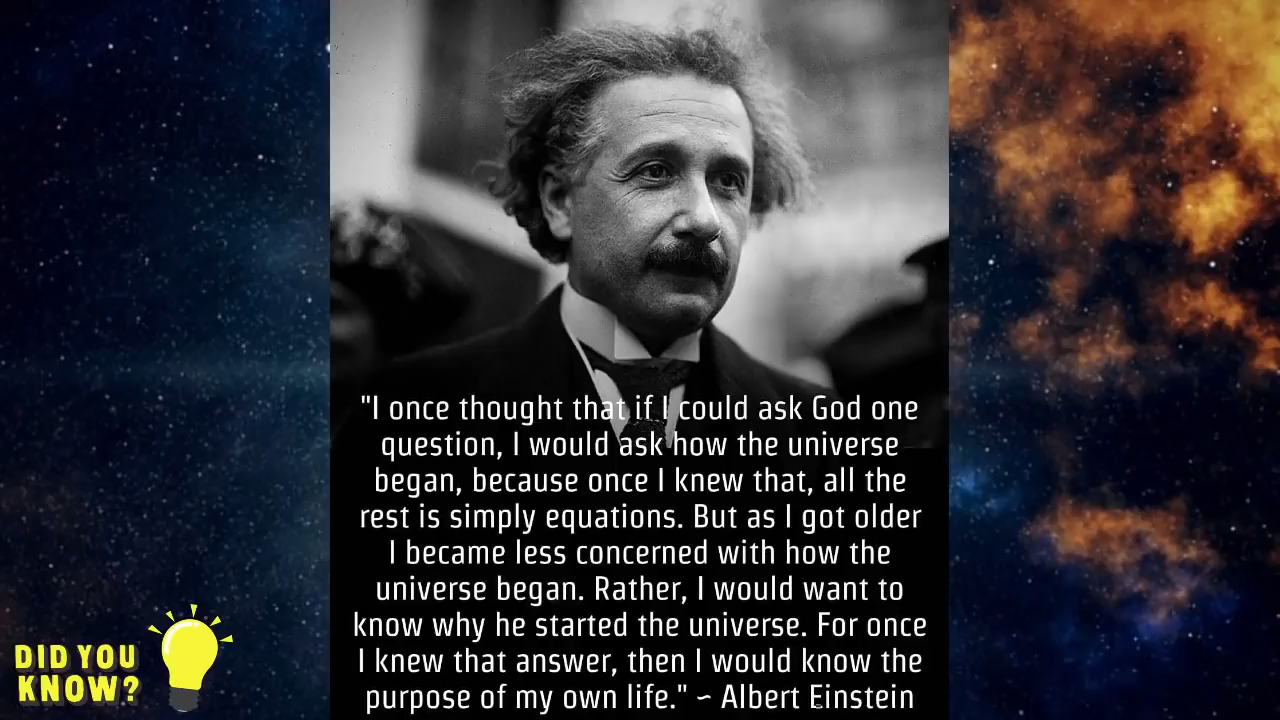 "I once thought that if I could ask God one
question, I would ask how the universe
began, because once I knew that, all the
rest is simply equations. But as I got older
I became less concerned with how the
universe began. Rather, I would want to
know why he started the universe. For once
I knew that answer, then I would know the
purpose of my own life." ~ Albert Einstein
DID YOU
KNOW?